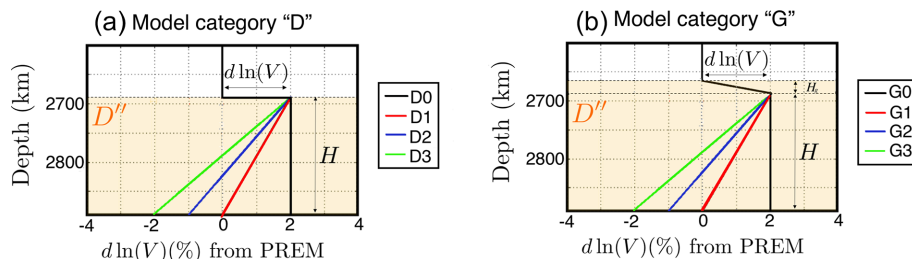 (a) Model category "D"
d ln(V)
Depth (km)
2700
2800
D''
H
D0
D1
D2
D3
-4 -2 0 2 4
d ln(V)(%) from PREM
(b) Model category "G"
d ln(V)
Depth (km)
2700
2800
D''
H
G0
G1
G2
G3
-4 -2 0 2 4
d ln(V)(%) from PREM